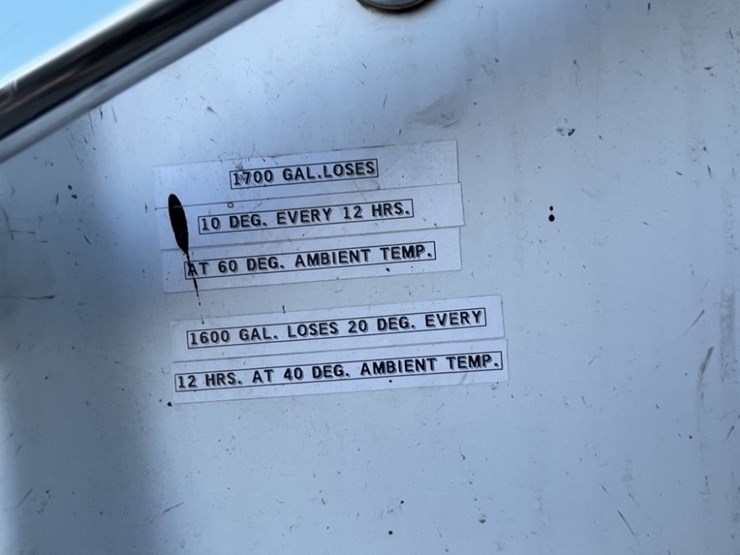 1700 GAL.LOSES
10 DEG. EVERY 12 HRS.
AT 60 DEG. AMBIENT TEMP.
1600 GAL. LOSES 20 DEG. EVERY
12 HRS. AT 40 DEG. AMBIENT TEMP.